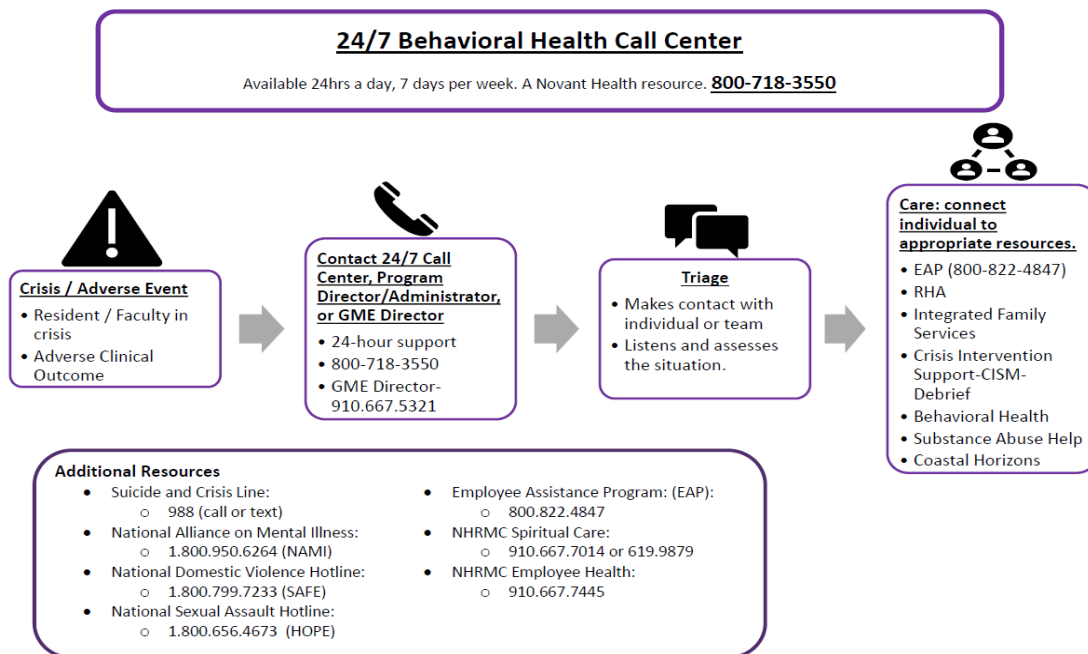 24/7 Behavioral Health Call Center
Available 24hrs a day, 7 days per week. A Novant Health resource. 800-718-3550
Crisis / Adverse Event
• Resident / Faculty in
crisis
• Adverse Clinical
Outcome
Contact 24/7 Call
Center, Program
Director/Administrator,
or GME Director
• 24-hour support
• 800-718-3550
• GME Director-
910.667.5321
Triage
• Makes contact with
individual or team
• Listens and assesses
the situation.
Care: connect
individual to
appropriate resources.
• EAP (800-822-4847)
• RHA
• Integrated Family
Services
• Crisis Intervention
Support-CISM-
Debrief
• Behavioral Health
• Substance Abuse Help
• Coastal Horizons
Additional Resources
• Suicide and Crisis Line:
o 988 (call or text)
• National Alliance on Mental Illness:
o 1.800.950.6264 (NAMI)
• National Domestic Violence Hotline:
o 1.800.799.7233 (SAFE)
• National Sexual Assault Hotline:
o 1.800.656.4673 (HOPE)
• Employee Assistance Program: (EAP):
o 800.822.4847
• NHRMC Spiritual Care:
o 910.667.7014 or 619.9879
• NHRMC Employee Health:
o 910.667.7445